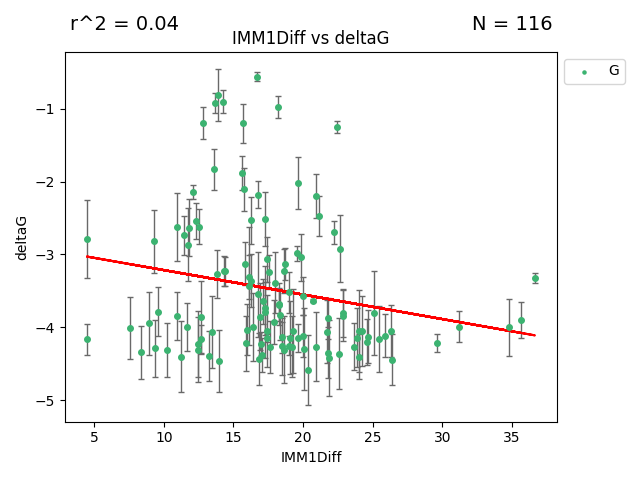 r^2 = 0.04
N = 116
IMM1Diff vs deltaG
G
deltaG
−1
−2
−3
−4
−5
5 10 15 20 25 30 35
IMM1Diff